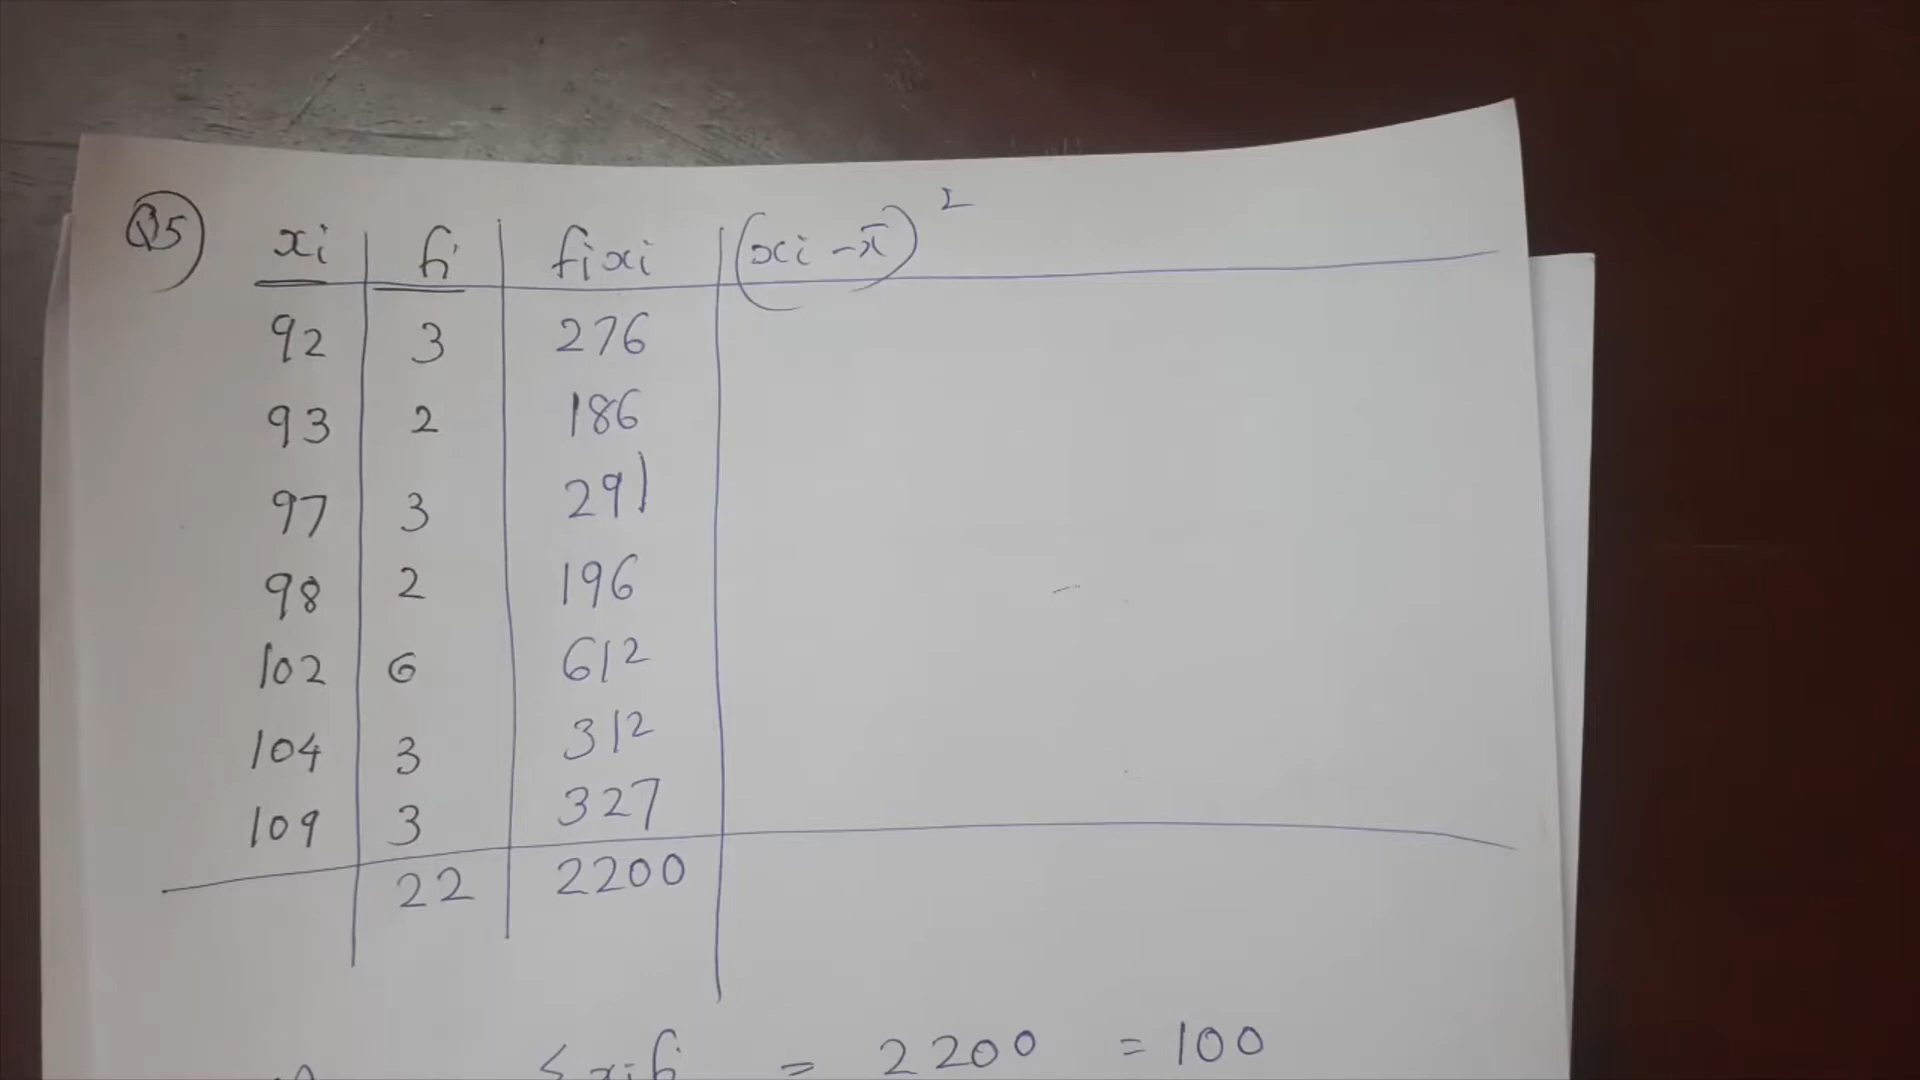 Q5 xi fi fixi (xi - x̄)²
92 3 276
93 2 186
97 3 291
98 2 196
102 6 612
104 3 312
109 3 327
22 2200
Σxifi = 2200 = 100